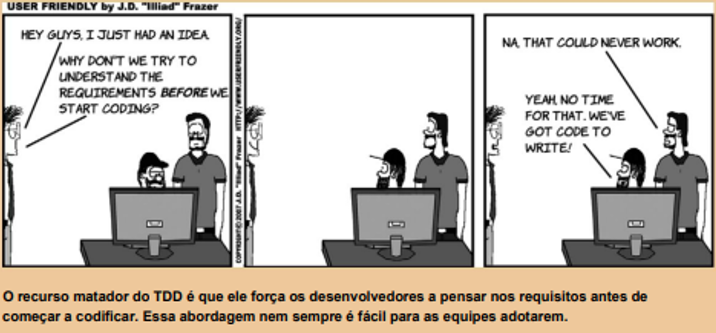 USER FRIENDLY by J.D. "Illiad" Frazer
HEY GUYS, I JUST HAD AN IDEA.
WHY DON'T WE TRY TO
UNDERSTAND THE
REQUIREMENTS BEFORE WE
START CODING?
COPYRIGHT © 2007 J.D. "Illiad" Frazer HTTP://WWW.USERFRIENDLY.ORG/
NA, THAT COULD NEVER WORK.
YEAH, NO TIME
FOR THAT. WE'VE
GOT CODE TO
WRITE!
O recurso matador do TDD é que ele força os desenvolvedores a pensar nos requisitos antes de
começar a codificar. Essa abordagem nem sempre é fácil para as equipes adotarem.